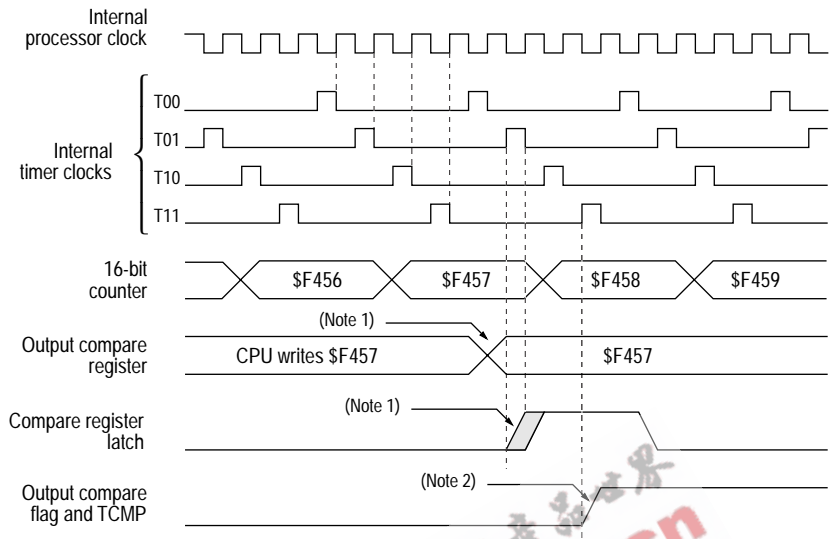 Internal
processor clock
T00
T01
Internal
timer clocks
T10
T11
16-bit
counter
$F456
$F457
$F458
$F459
(Note 1)
Output compare
register
CPU writes $F457
$F457
(Note 1)
Compare register
latch
(Note 2)
Output compare
flag and TCMP